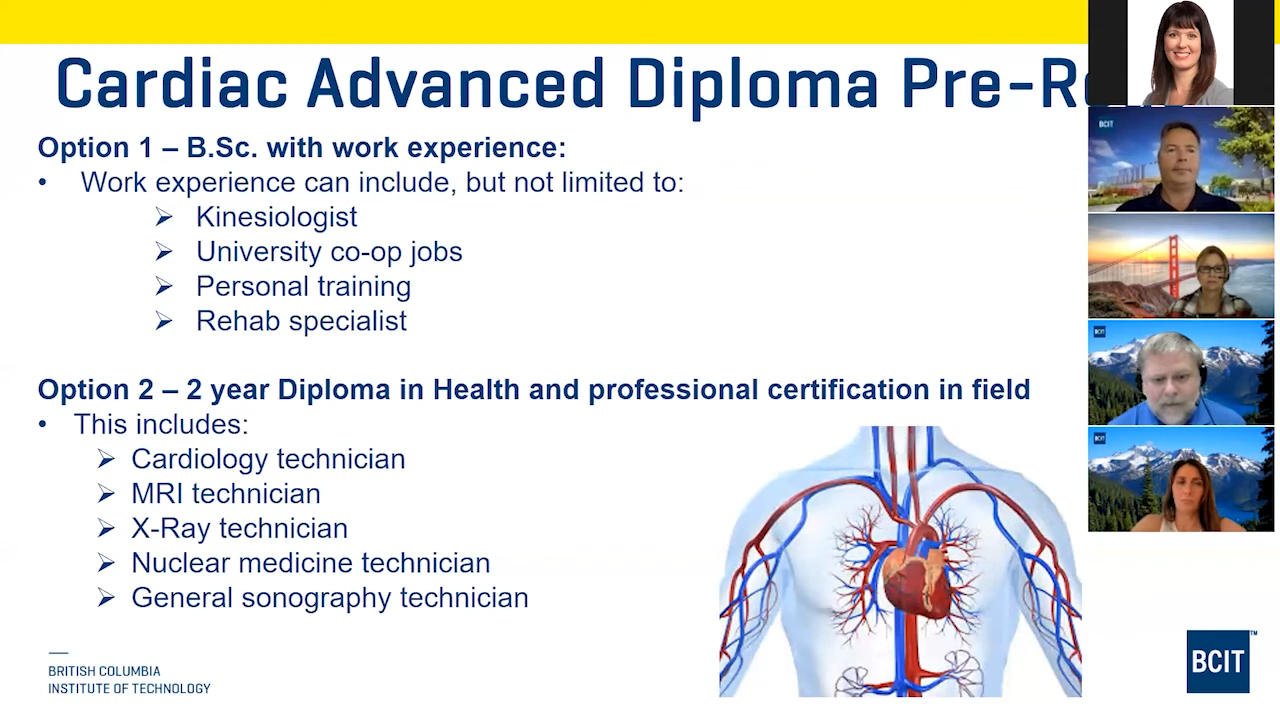 Cardiac Advanced Diploma Pre-R
Option 1 – B.Sc. with work experience:
• Work experience can include, but not limited to:
➢ Kinesiologist
➢ University co-op jobs
➢ Personal training
➢ Rehab specialist
Option 2 – 2 year Diploma in Health and professional certification in field
• This includes:
➢ Cardiology technician
➢ MRI technician
➢ X-Ray technician
➢ Nuclear medicine technician
➢ General sonography technician
BRITISH COLUMBIA
INSTITUTE OF TECHNOLOGY
BCIT™
BCIT
BCIT
BCIT